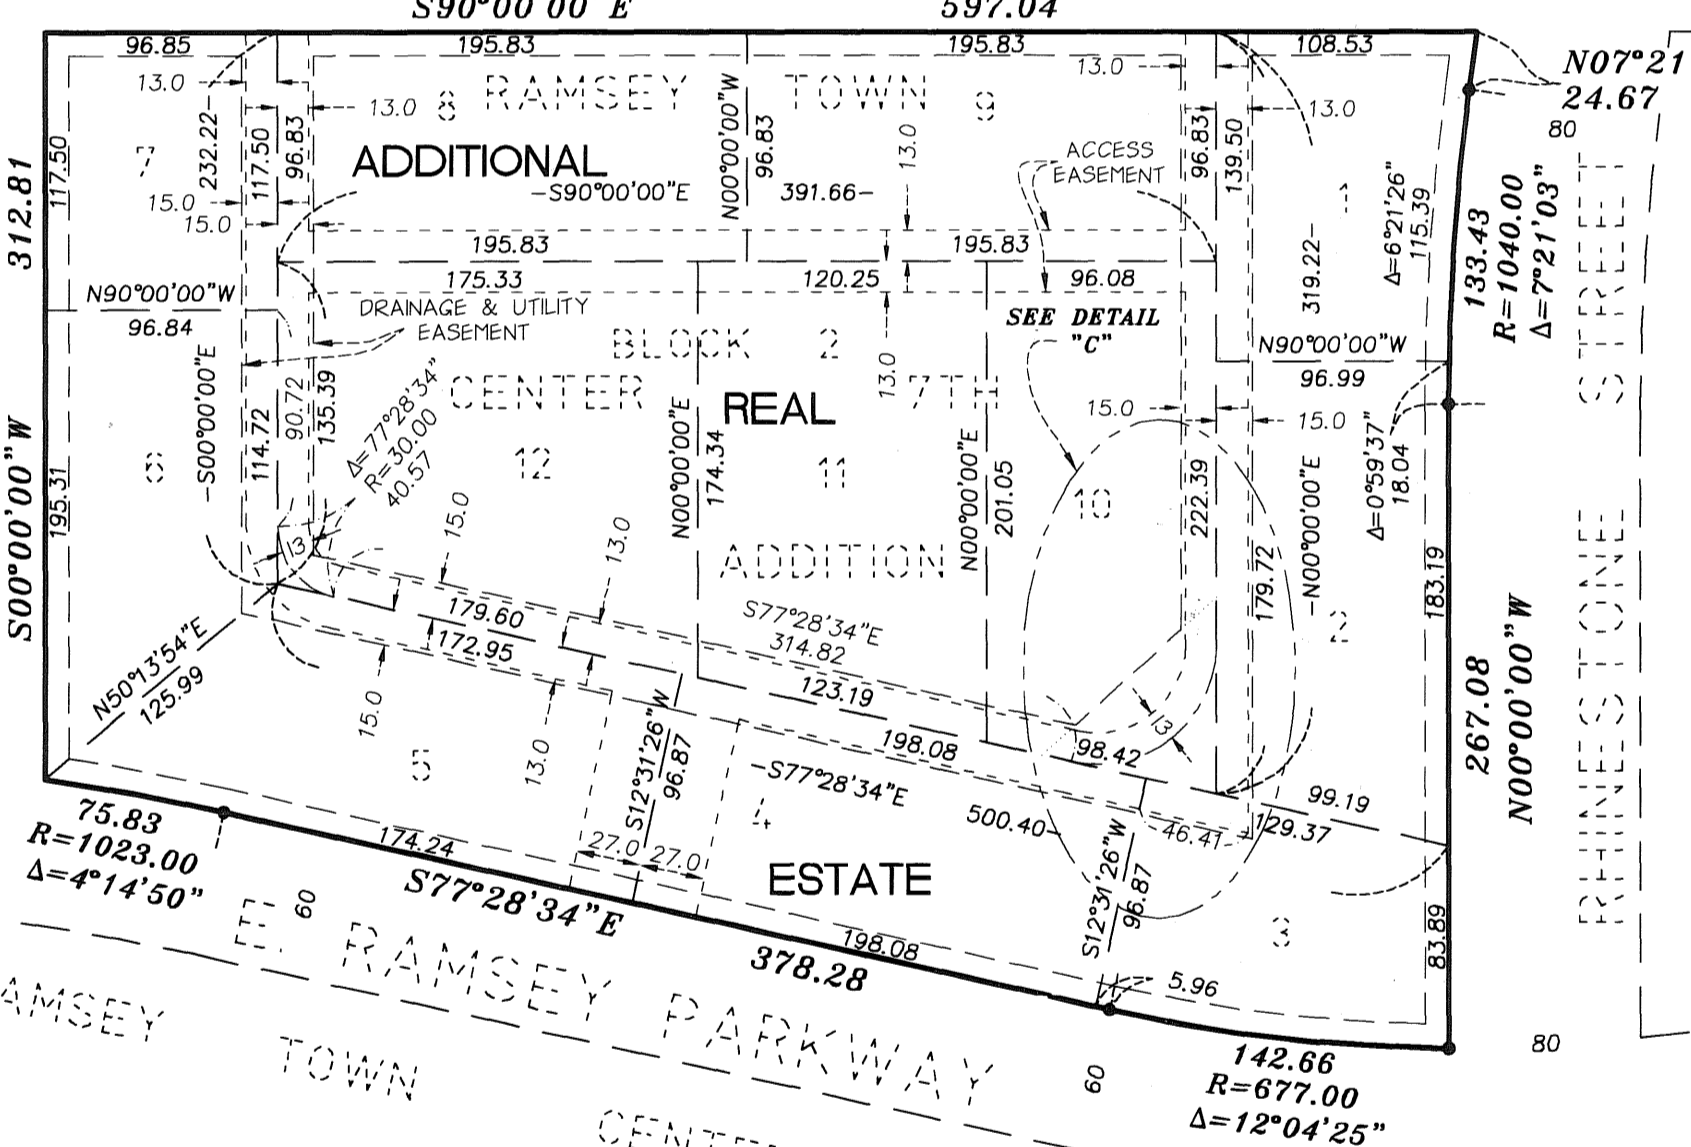 S90°00'00"E 597.04
96.85 195.83 195.83 108.53
N07°21
24.67
80
13.0 13.0 13.0 13.0
RAMSEY TOWN
8 9
7 1
117.50 232.22- 117.50 96.83
N00°00'00"W 96.83
13.0
96.83 139.50
ADDITIONAL
ACCESS
EASEMENT
-S90°00'00"E 391.66-
15.0
15.0
195.83 195.83
175.33 120.25 96.08
312.81
S00°00'00"W
Δ=6°21'26"
115.39
319.22-
133.43
R=1040.00
Δ=7°21'03"
N90°00'00"W
96.84
DRAINAGE & UTILITY
EASEMENT
SEE DETAIL
"C"
N90°00'00"W
96.99
BLOCK 2
CENTER 7TH
13.0
REAL
15.0 15.0
-S00°00'00"E
114.72 90.72 135.39
Δ=77°28'34"
R=30.00
40.57
6 12 11 10
195.31
N00°00'00"E
174.34
N00°00'00"E
201.05
222.39
179.72
-N00°00'00"E
Δ=0°59'37"
18.04
183.19
RHINESTONE STREET
13
15.0 13.0
ADDITION
179.60
172.95
S77°28'34"E
314.82
2
N50°13'54"E
125.99
123.19
198.08
98.42
13
267.08
N00°00'00"W
15.0 13.0
5
S12°31'26"W
96.87
-S77°28'34"E 500.40-
4
99.19
46.41
129.37
75.83
R=1023.00
Δ=4°14'50"
174.24
27.0 27.0
ESTATE
S12°31'26"W
96.87
3
83.89
S77°28'34"E
378.28
198.08
5.96
60
E. RAMSEY PARKWAY
AMSEY TOWN CENTE
60
142.66
R=677.00
Δ=12°04'25"
80